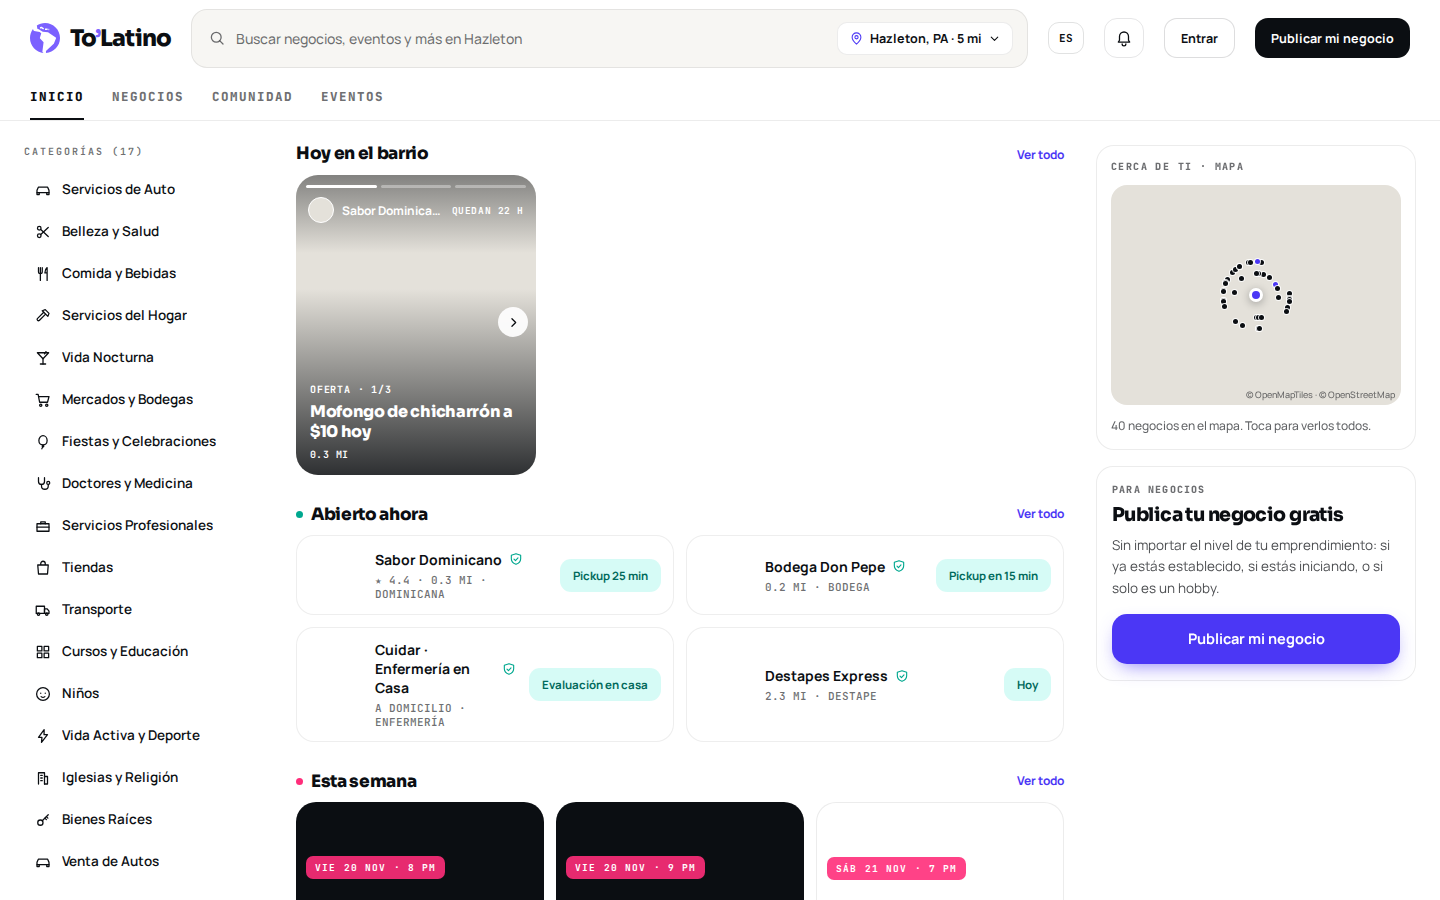 To'Latino
Buscar negocios, eventos y más en Hazleton
Hazleton, PA · 5 mi
ES
Entrar
Publicar mi negocio
INICIO
NEGOCIOS
COMUNIDAD
EVENTOS
CATEGORÍAS (17)
Servicios de Auto
Belleza y Salud
Comida y Bebidas
Servicios del Hogar
Vida Nocturna
Mercados y Bodegas
Fiestas y Celebraciones
Doctores y Medicina
Servicios Profesionales
Tiendas
Transporte
Cursos y Educación
Niños
Vida Activa y Deporte
Iglesias y Religión
Bienes Raíces
Venta de Autos
Hoy en el barrio
Ver todo
Sabor Dominica...
QUEDAN 22 H
OFERTA · 1/3
Mofongo de chicharrón a
$10 hoy
0.3 MI
Abierto ahora
Ver todo
Sabor Dominicano
★ 4.4 · 0.3 MI ·
DOMINICANA
Pickup 25 min
Bodega Don Pepe
0.2 MI · BODEGA
Pickup en 15 min
Cuidar ·
Enfermería en
Casa
A DOMICILIO ·
ENFERMERÍA
Evaluación en casa
Destapes Express
2.3 MI · DESTAPE
Hoy
Esta semana
Ver todo
VIE 20 NOV · 8 PM
VIE 20 NOV · 9 PM
SÁB 21 NOV · 7 PM
CERCA DE TI · MAPA
© OpenMapTiles · © OpenStreetMap
40 negocios en el mapa. Toca para verlos todos.
PARA NEGOCIOS
Publica tu negocio gratis
Sin importar el nivel de tu emprendimiento: si
ya estás establecido, si estás iniciando, o si
solo es un hobby.
Publicar mi negocio